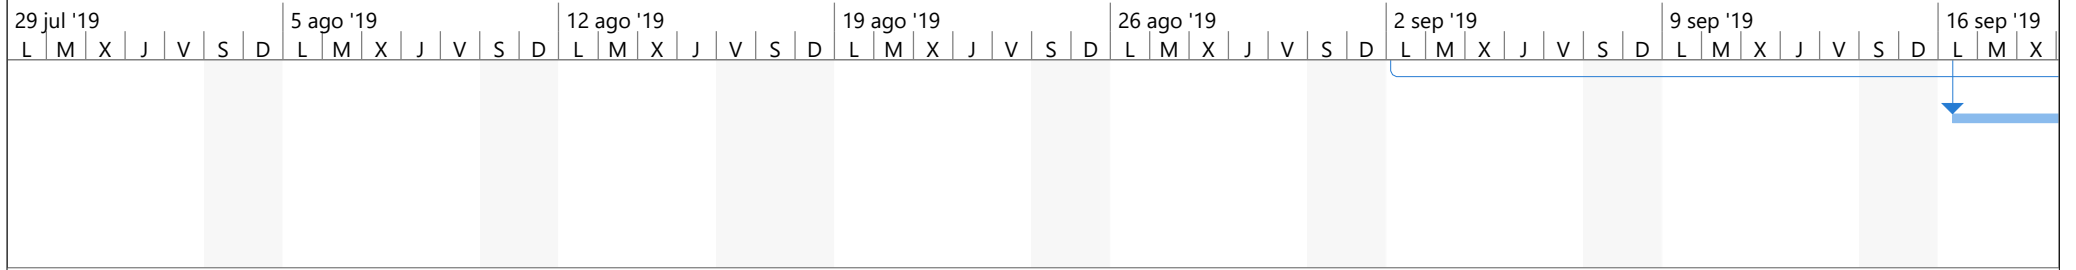 29 jul '19 5 ago '19 12 ago '19 19 ago '19 26 ago '19 2 sep '19 9 sep '19 16 sep '19
L M X J V S D L M X J V S D L M X J V S D L M X J V S D L M X J V S D L M X J V S D L M X J V S D L M X